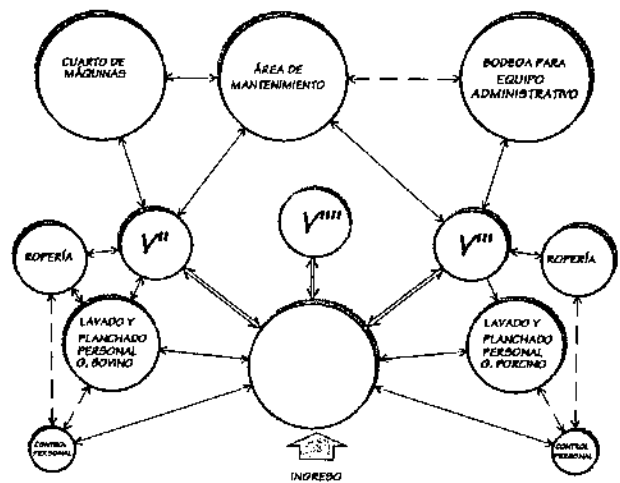 CUARTO DE
MÁQUINAS
ÁREA DE
MANTENIMIENTO
BODEGA PARA
EQUIPO
ADMINISTRATIVO
V''
V''''
V'''
ROPERÍA
ROPERÍA
LAVADO Y
PLANCHADO
PERSONAL
G. BOVINO
LAVADO Y
PLANCHADO
PERSONAL
G. PORCINO
CONTROL
PERSONAL
CONTROL
PERSONAL
INGRESO